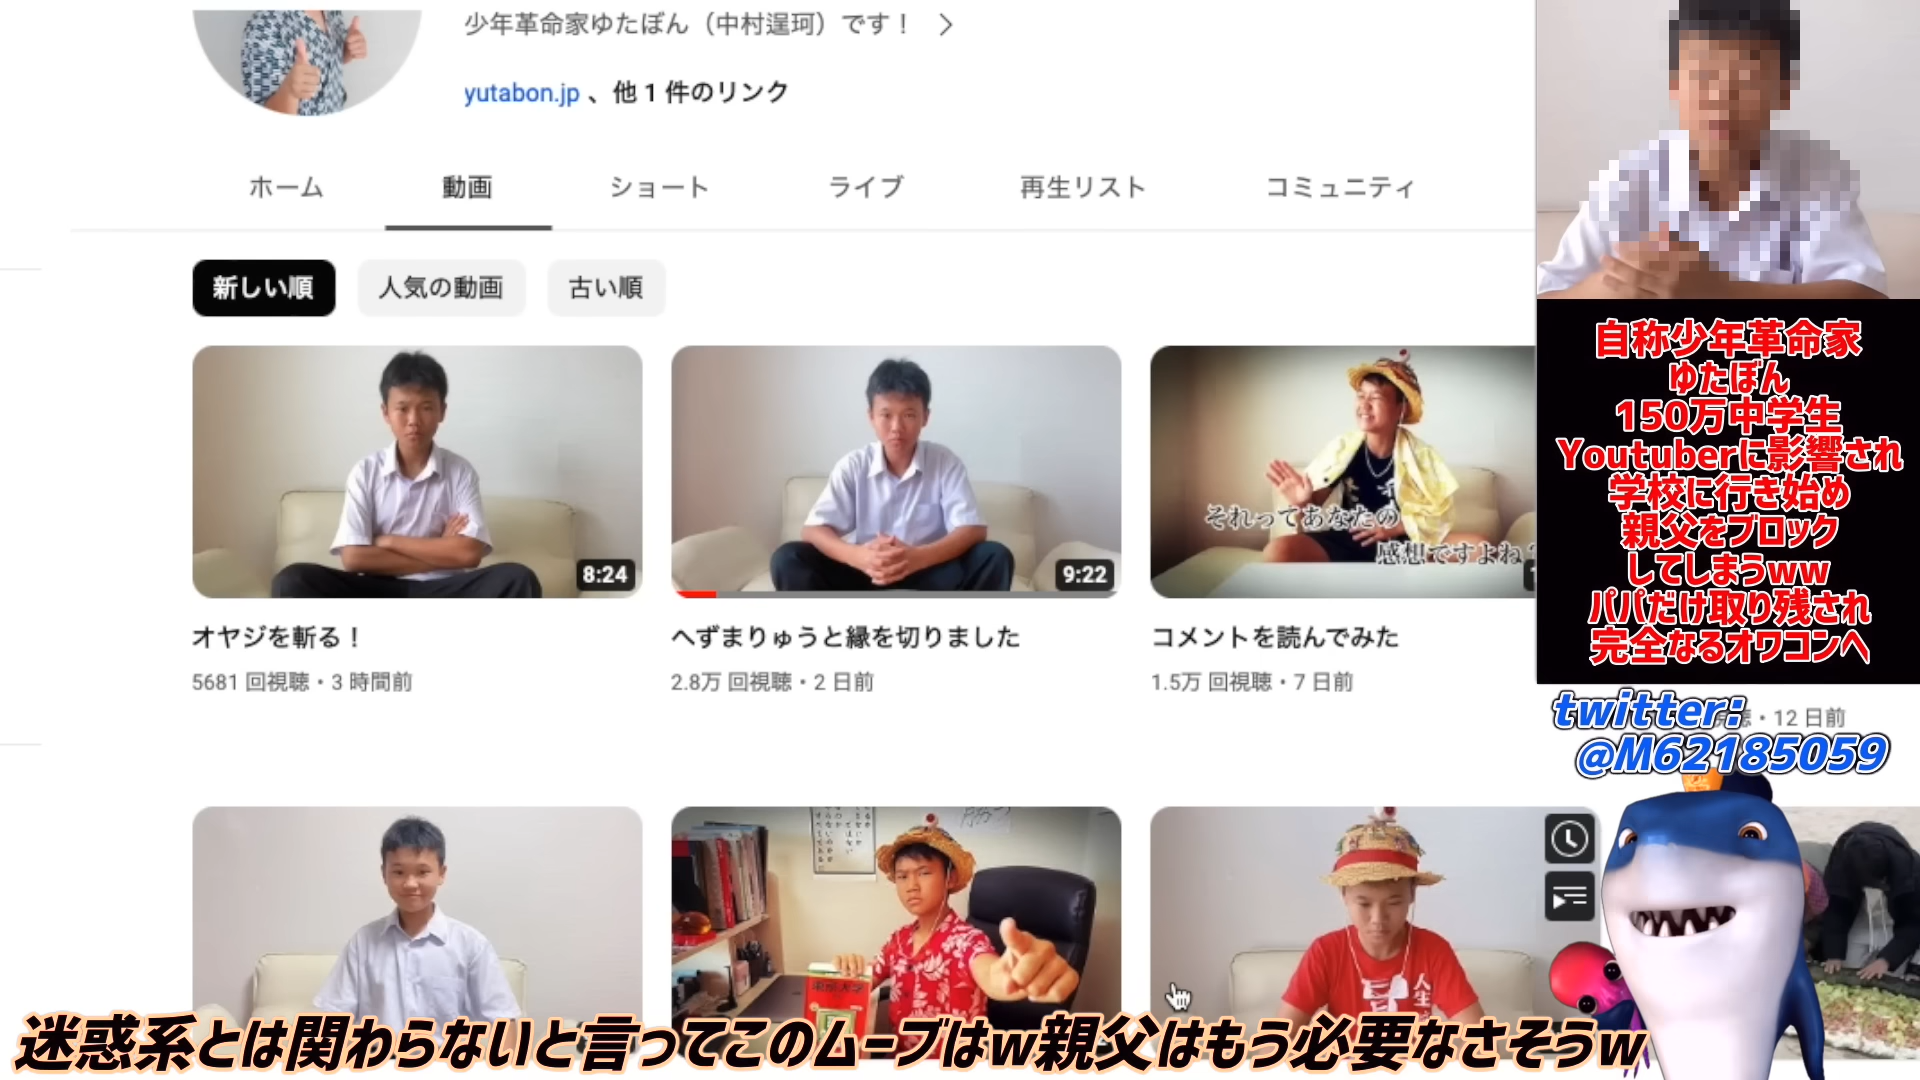 少年革命家ゆたぼん（中村逞珂）です！
yutabon.jp 、他 1 件のリンク
ホーム
動画
ショート
ライブ
再生リスト
コミュニティ
新しい順
人気の動画
古い順
それってあなたの
感想ですよね
8:24
9:22
オヤジを斬る！
へずまりゅうと縁を切りました
コメントを読んでみた
5681 回視聴・3 時間前
2.8万 回視聴・2 日前
1.5万 回視聴・7 日前
聴・12 日前
自称少年革命家
ゆたぼん
150万中学生
Youtuberに影響され
学校に行き始め
親父をブロック
してしまうww
パパだけ取り残され
完全なるオワコンへ
twitter:
@M62185059
人生
迷惑系とは関わらないと言ってこのムーブはw親父はもう必要なさそうw